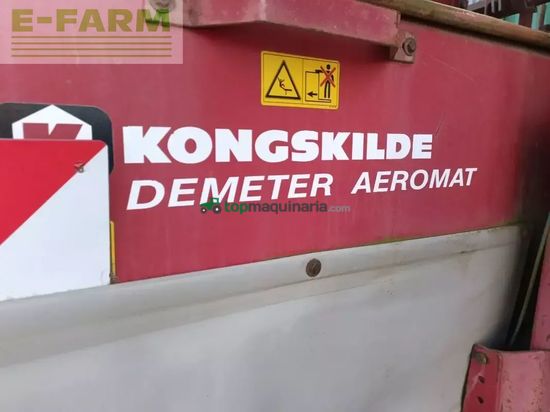 E-FARM
KONGSKILDE
DEMETER AEROMAT
topmaquinaria.com